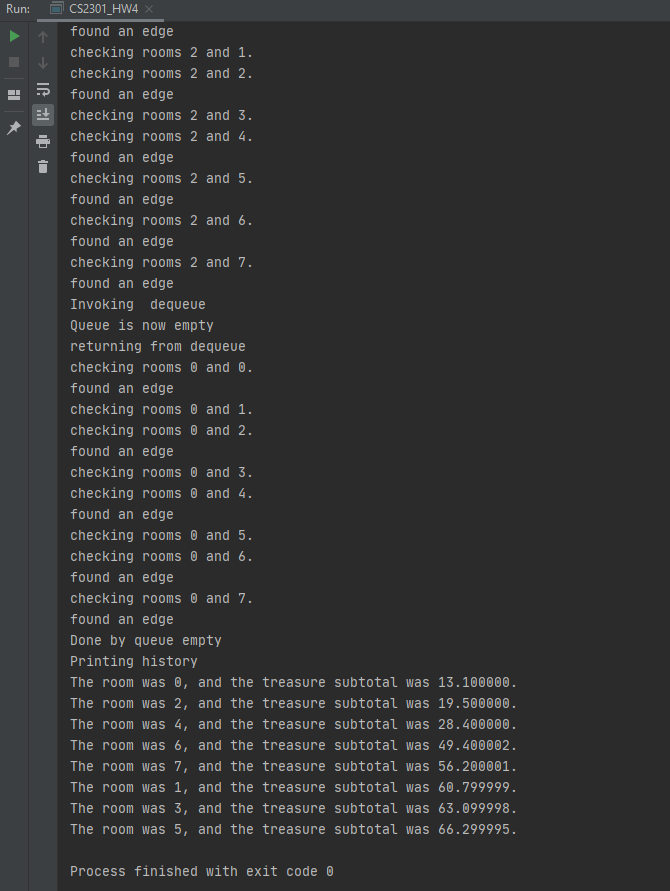 Run: CS2301_HW4
found an edge
checking rooms 2 and 1.
checking rooms 2 and 2.
found an edge
checking rooms 2 and 3.
checking rooms 2 and 4.
found an edge
checking rooms 2 and 5.
found an edge
checking rooms 2 and 6.
found an edge
checking rooms 2 and 7.
found an edge
Invoking  dequeue
Queue is now empty
returning from dequeue
checking rooms 0 and 0.
found an edge
checking rooms 0 and 1.
checking rooms 0 and 2.
found an edge
checking rooms 0 and 3.
checking rooms 0 and 4.
found an edge
checking rooms 0 and 5.
checking rooms 0 and 6.
found an edge
checking rooms 0 and 7.
found an edge
Done by queue empty
Printing history
The room was 0, and the treasure subtotal was 13.100000.
The room was 2, and the treasure subtotal was 19.500000.
The room was 4, and the treasure subtotal was 28.400000.
The room was 6, and the treasure subtotal was 49.400002.
The room was 7, and the treasure subtotal was 56.200001.
The room was 1, and the treasure subtotal was 60.799999.
The room was 3, and the treasure subtotal was 63.099998.
The room was 5, and the treasure subtotal was 66.299995.
Process finished with exit code 0